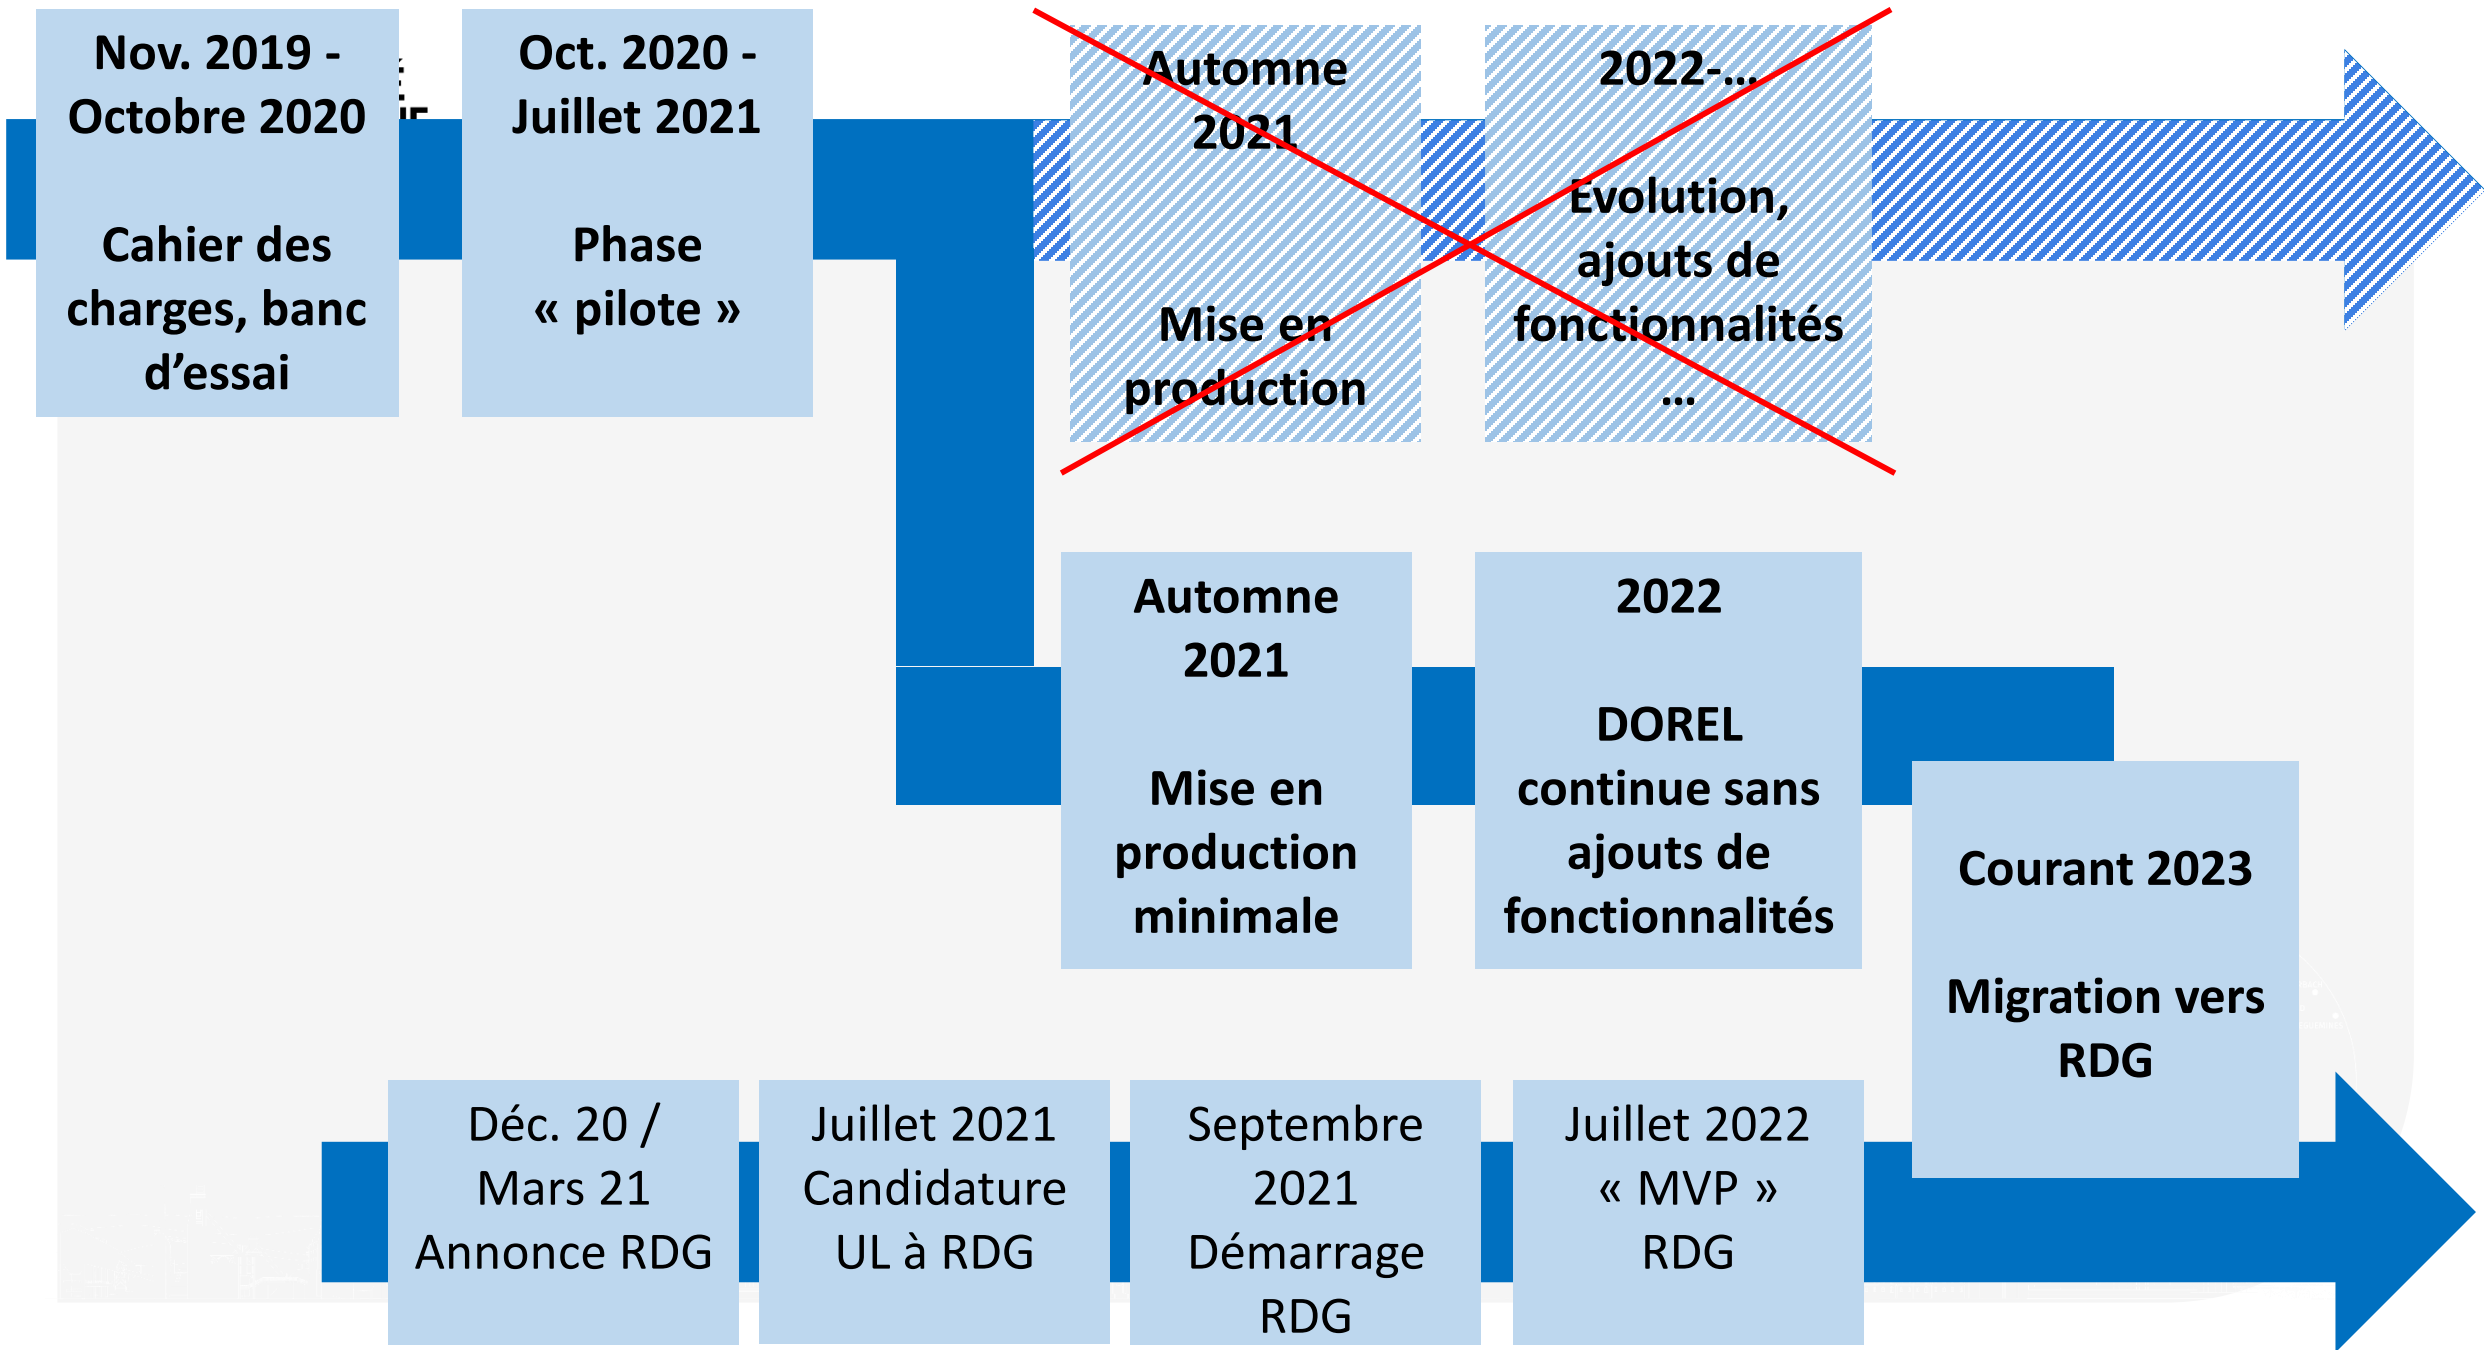 Nov. 2019 -
Octobre 2020
Cahier des
charges, banc
d’essai
Oct. 2020 -
Juillet 2021
Phase
« pilote »
Automne
2021
Mise en
production
2022-...
Evolution,
ajouts de
fonctionnalités
...
Automne
2021
Mise en
production
minimale
2022
DOREL
continue sans
ajouts de
fonctionnalités
Courant 2023
Migration vers
RDG
Déc. 20 /
Mars 21
Annonce RDG
Juillet 2021
Candidature
UL à RDG
Septembre
2021
Démarrage
RDG
Juillet 2022
« MVP »
RDG